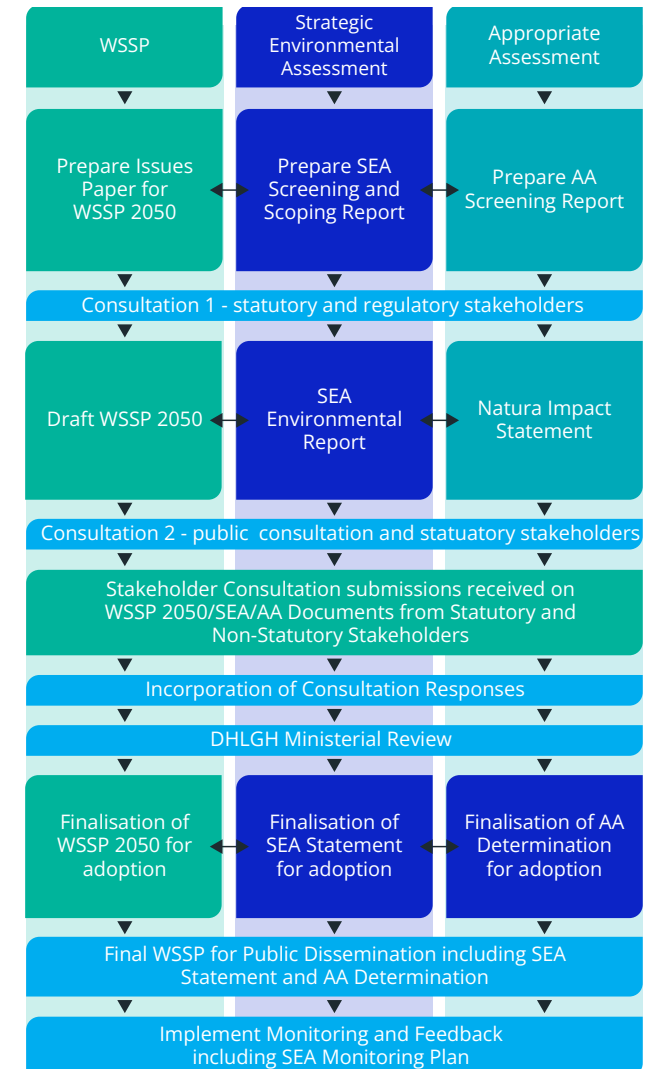 WSSP
Strategic
Environmental
Assessment
Appropriate
Assessment
Prepare Issues
Paper for
WSSP 2050
Prepare SEA
Screening and
Scoping Report
Prepare AA
Screening Report
Consultation 1 - statutory and regulatory stakeholders
Draft WSSP 2050
SEA
Environmental
Report
Natura Impact
Statement
Consultation 2 - public consultation and statuatory stakeholders
Stakeholder Consultation submissions received on
WSSP 2050/SEA/AA Documents from Statutory and
Non-Statutory Stakeholders
Incorporation of Consultation Responses
DHLGH Ministerial Review
Finalisation of
WSSP 2050 for
adoption
Finalisation of
SEA Statement
for adoption
Finalisation of AA
Determination
for adoption
Final WSSP for Public Dissemination including SEA
Statement and AA Determination
Implement Monitoring and Feedback
including SEA Monitoring Plan